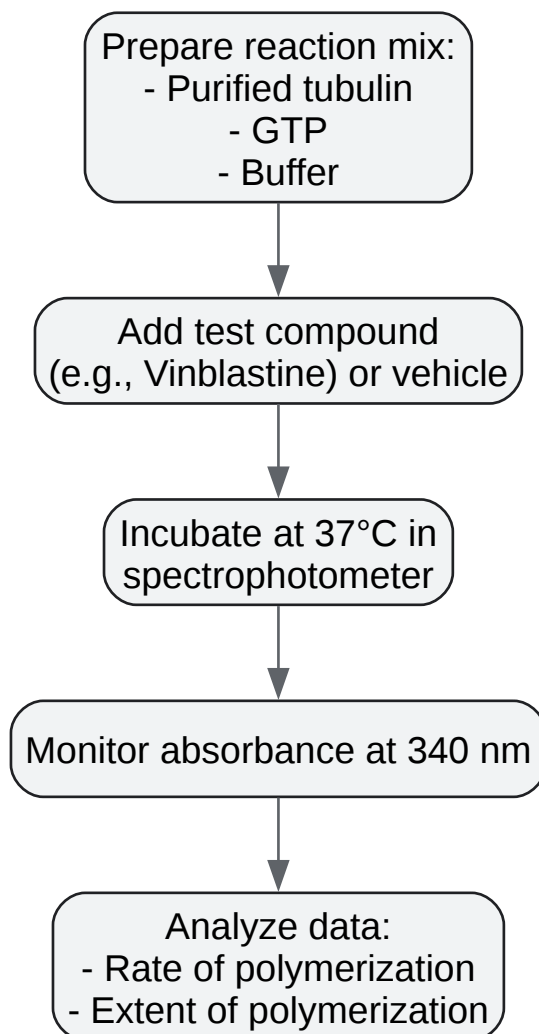 Prepare reaction mix:
- Purified tubulin
- GTP
- Buffer
Add test compound
(e.g., Vinblastine) or vehicle
Incubate at 37°C in
spectrophotometer
Monitor absorbance at 340 nm
Analyze data:
- Rate of polymerization
- Extent of polymerization